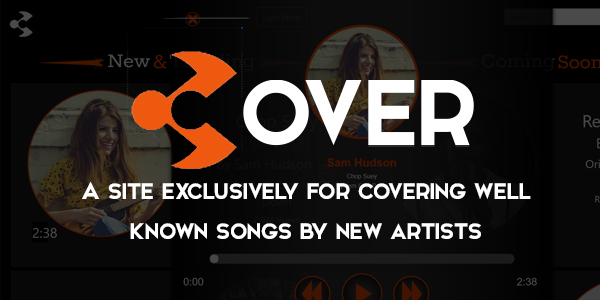 New & Trending
Coming Soon
COVER
Sam Hudson
Chop Suey
A SITE EXCLUSIVELY FOR COVERING WELL
KNOWN SONGS BY NEW ARTISTS
2:38
0:00
2:38